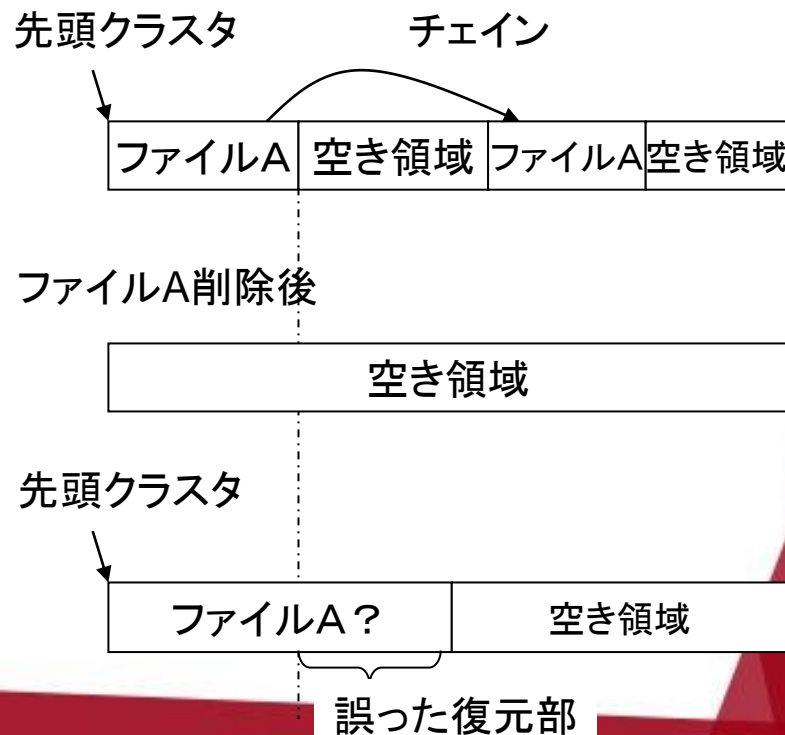 先頭クラスタ
チェイン
ファイルA
空き領域
ファイルA
空き領域
ファイルA削除後
空き領域
先頭クラスタ
ファイルA？
空き領域
誤った復元部